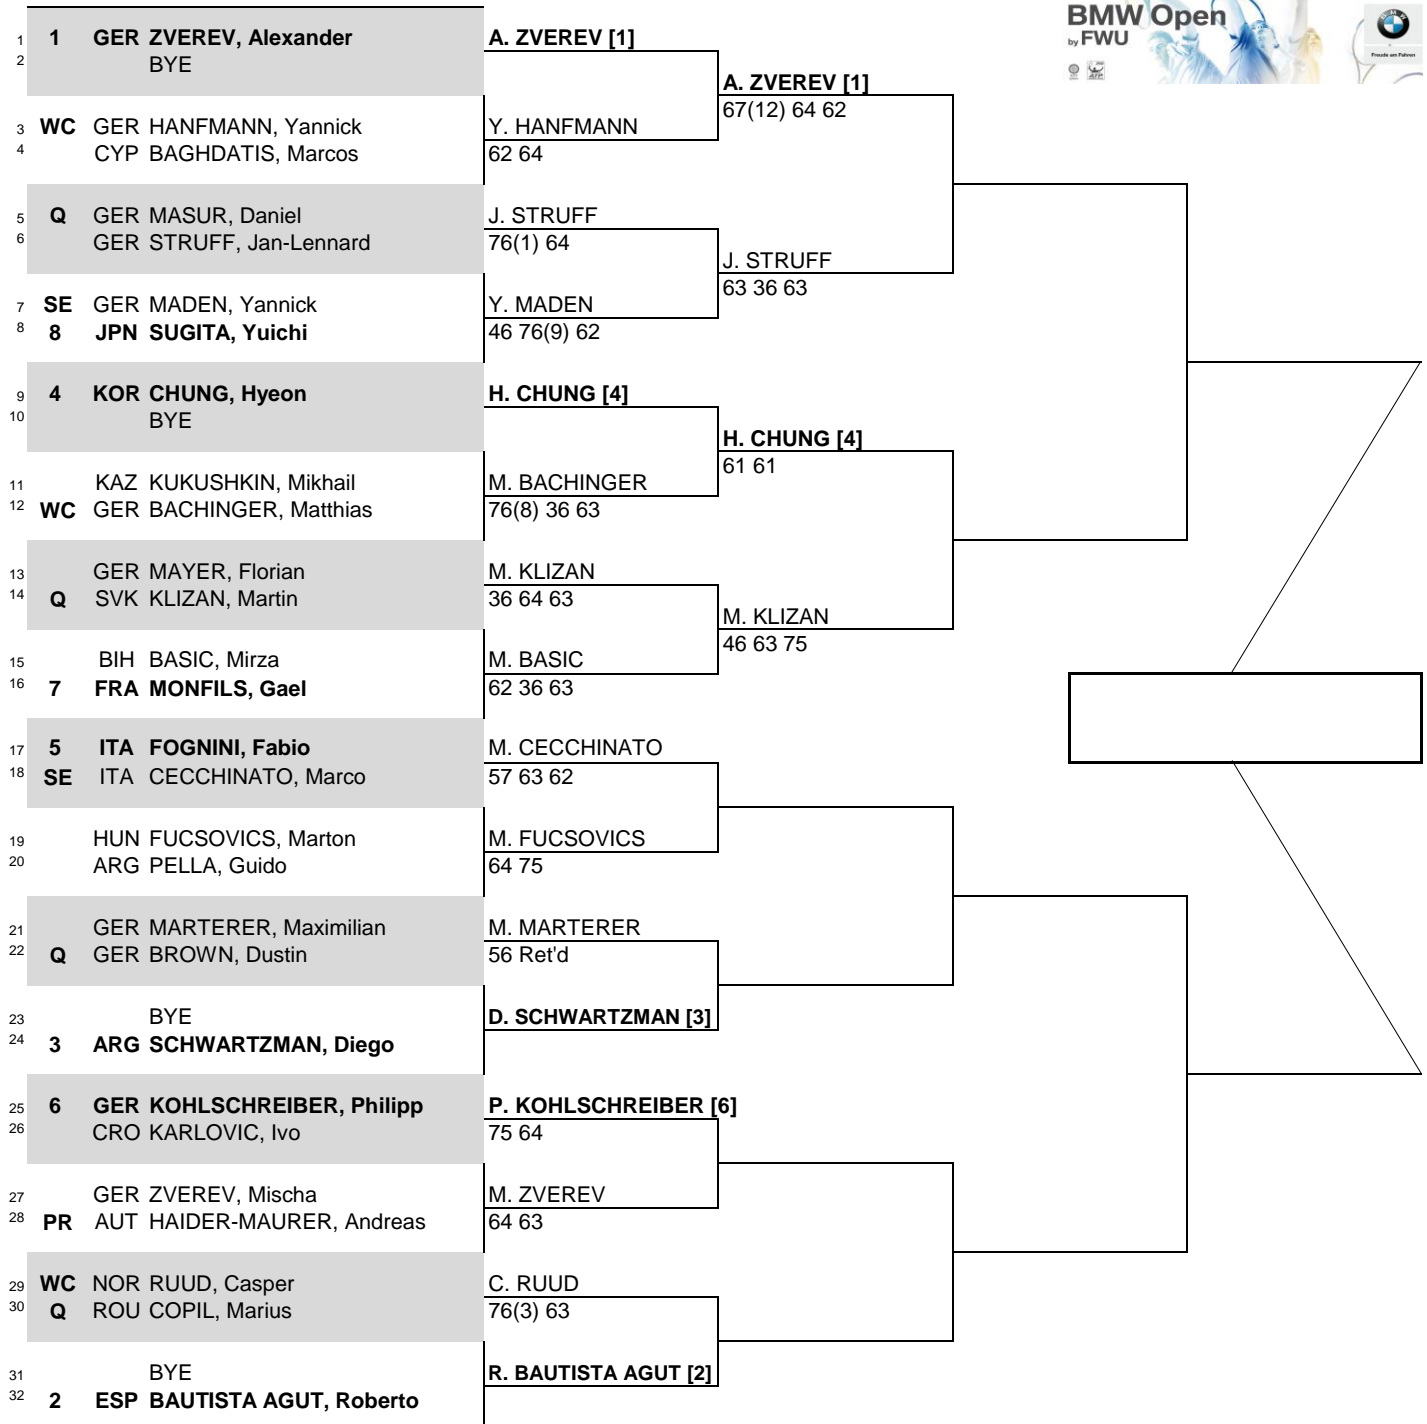 BMW Open
by FWU
ATP
BMW
Freude am Fahren
1 1 GER ZVEREV, Alexander
2 BYE
3 WC GER HANFMANN, Yannick
4 CYP BAGHDATIS, Marcos
5 Q GER MASUR, Daniel
6 GER STRUFF, Jan-Lennard
7 SE GER MADEN, Yannick
8 8 JPN SUGITA, Yuichi
9 4 KOR CHUNG, Hyeon
10 BYE
11 KAZ KUKUSHKIN, Mikhail
12 WC GER BACHINGER, Matthias
13 GER MAYER, Florian
14 Q SVK KLIZAN, Martin
15 BIH BASIC, Mirza
16 7 FRA MONFILS, Gael
17 5 ITA FOGNINI, Fabio
18 SE ITA CECCHINATO, Marco
19 HUN FUCSOVICS, Marton
20 ARG PELLA, Guido
21 GER MARTERER, Maximilian
22 Q GER BROWN, Dustin
23 BYE
24 3 ARG SCHWARTZMAN, Diego
25 6 GER KOHLSCHREIBER, Philipp
26 CRO KARLOVIC, Ivo
27 GER ZVEREV, Mischa
28 PR AUT HAIDER-MAURER, Andreas
29 WC NOR RUUD, Casper
30 Q ROU COPIL, Marius
31 BYE
32 2 ESP BAUTISTA AGUT, Roberto
A. ZVEREV [1]
Y. HANFMANN
62 64
J. STRUFF
76(1) 64
Y. MADEN
46 76(9) 62
H. CHUNG [4]
M. BACHINGER
76(8) 36 63
M. KLIZAN
36 64 63
M. BASIC
62 36 63
M. CECCHINATO
57 63 62
M. FUCSOVICS
64 75
M. MARTERER
56 Ret'd
D. SCHWARTZMAN [3]
P. KOHLSCHREIBER [6]
75 64
M. ZVEREV
64 63
C. RUUD
76(3) 63
R. BAUTISTA AGUT [2]
A. ZVEREV [1]
67(12) 64 62
J. STRUFF
63 36 63
H. CHUNG [4]
61 61
M. KLIZAN
46 63 75